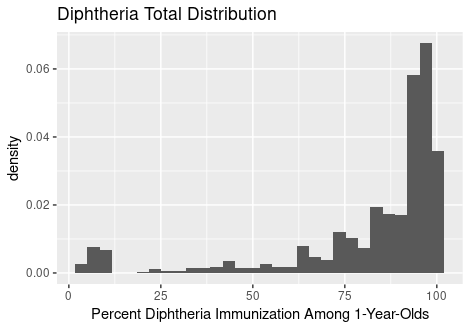 Diphtheria Total Distribution
0.06
0.04
0.02
0.00
density
0 25 50 75 100
Percent Diphtheria Immunization Among 1-Year-Olds